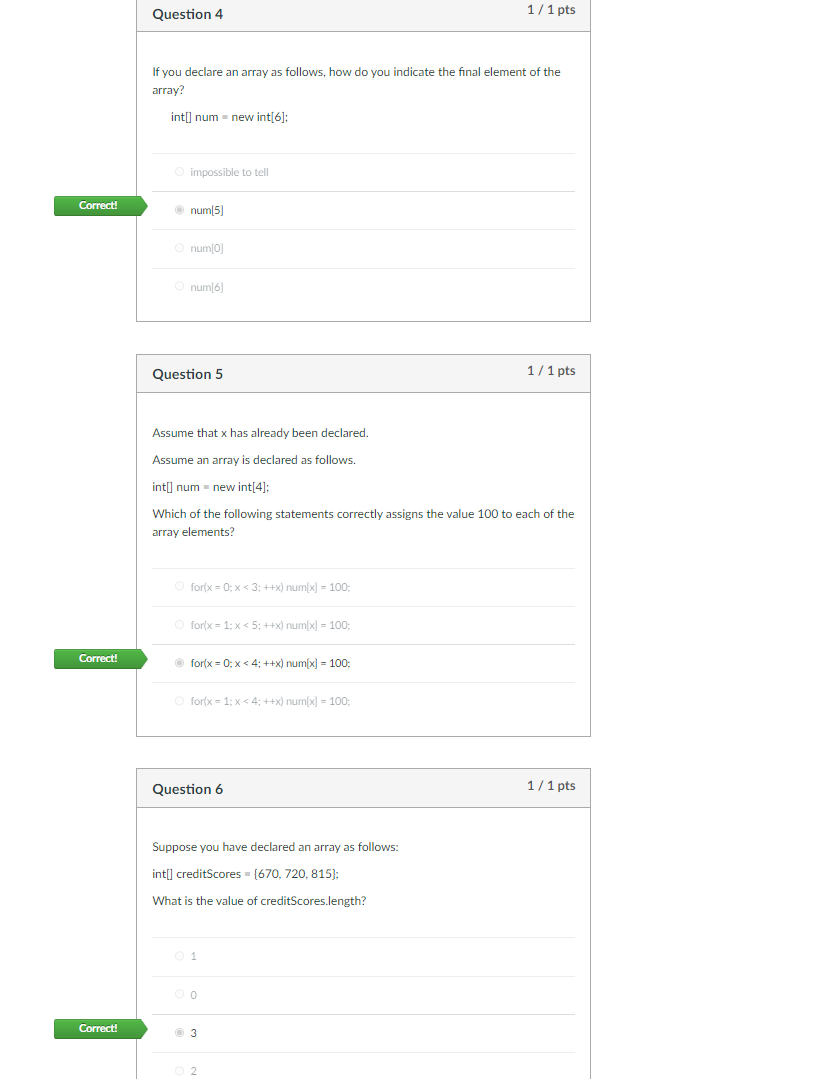 Question 4
1 / 1 pts
If you declare an array as follows, how do you indicate the final element of the
array?
int[] num = new int[6];
impossible to tell
Correct!
num[5]
num[0]
num[6]
Question 5
1 / 1 pts
Assume that x has already been declared.
Assume an array is declared as follows.
int[] num = new int[4];
Which of the following statements correctly assigns the value 100 to each of the
array elements?
for(x = 0; x < 3; ++x) num[x] = 100;
for(x = 1; x < 5; ++x) num[x] = 100;
Correct!
for(x = 0; x < 4; ++x) num[x] = 100;
for(x = 1; x < 4; ++x) num[x] = 100;
Question 6
1 / 1 pts
Suppose you have declared an array as follows:
int[] creditScores = {670, 720, 815};
What is the value of creditScores.length?
1
0
Correct!
3
2